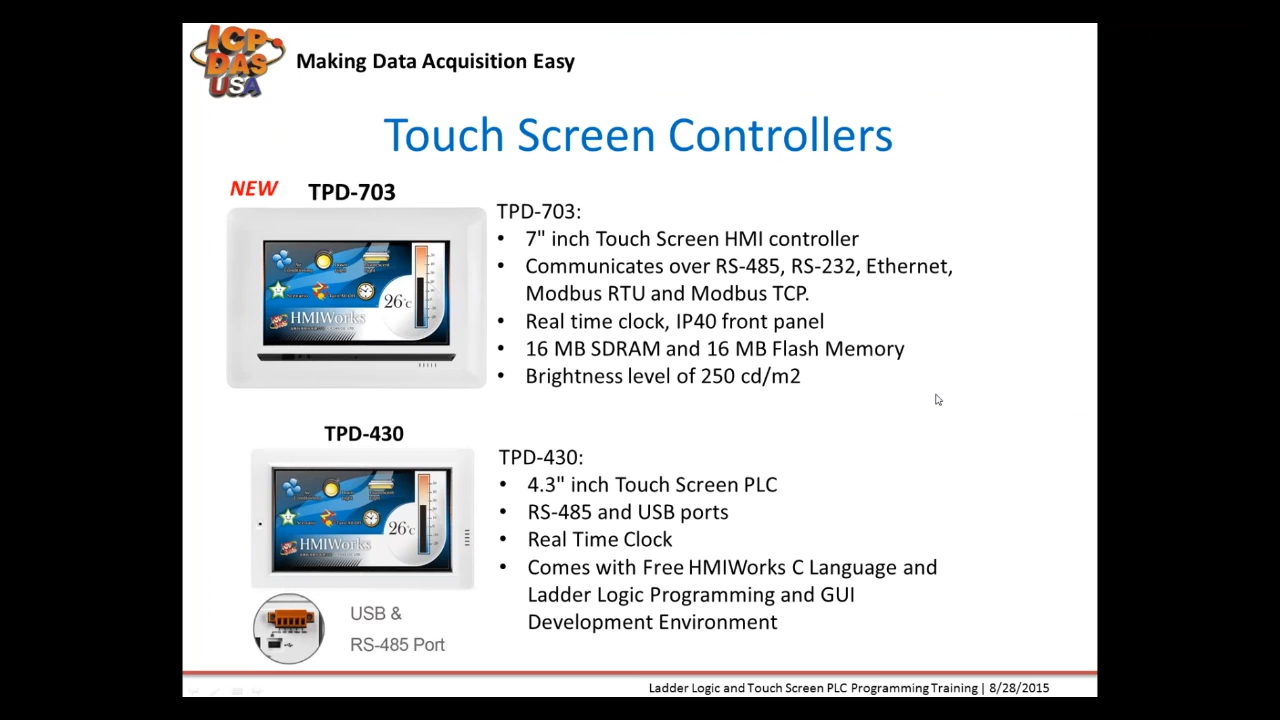 ICP
DAS
USA
Making Data Acquisition Easy
Touch Screen Controllers
NEW TPD-703
HMIWorks
26°c
TPD-703:
• 7" inch Touch Screen HMI controller
• Communicates over RS-485, RS-232, Ethernet,
Modbus RTU and Modbus TCP.
• Real time clock, IP40 front panel
• 16 MB SDRAM and 16 MB Flash Memory
• Brightness level of 250 cd/m2
TPD-430
HMIWorks
26°c
USB &
RS-485 Port
TPD-430:
• 4.3" inch Touch Screen PLC
• RS-485 and USB ports
• Real Time Clock
• Comes with Free HMIWorks C Language and
Ladder Logic Programming and GUI
Development Environment
Ladder Logic and Touch Screen PLC Programming Training | 8/28/2015